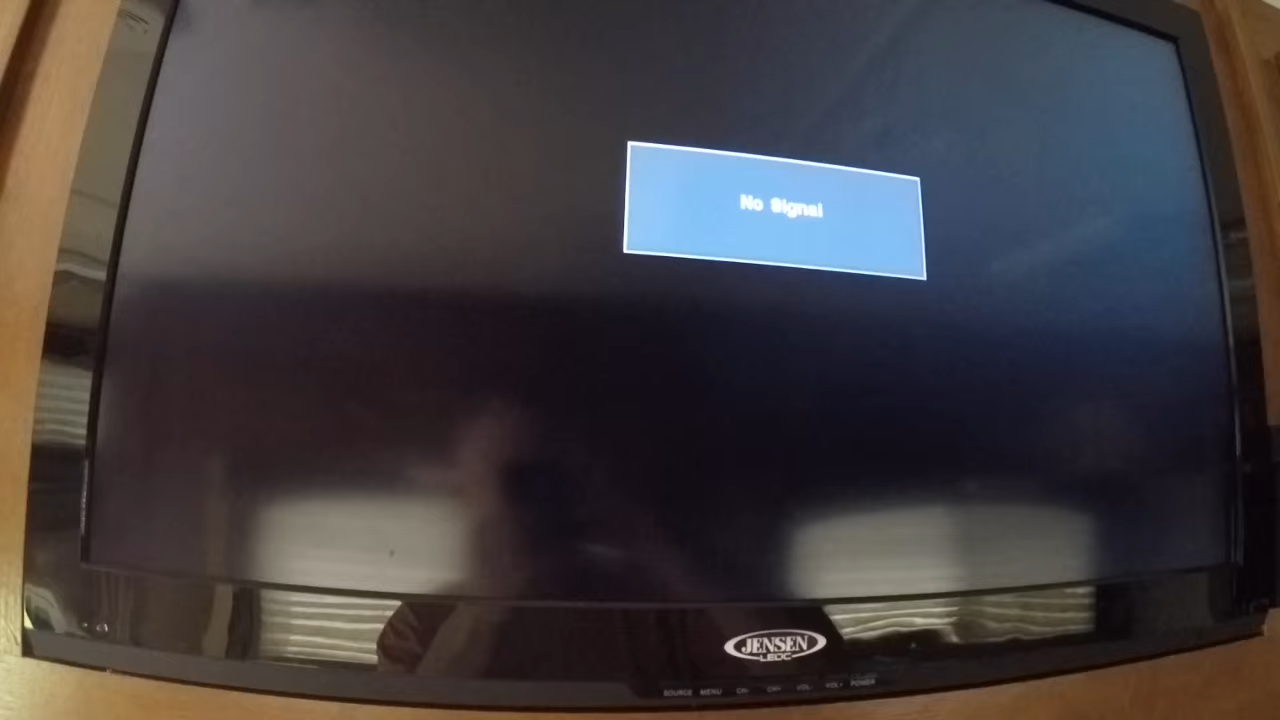 No Signal
JENSEN
LEDC
SOURCE MENU CH- CH+ VOL- VOL+ POWER